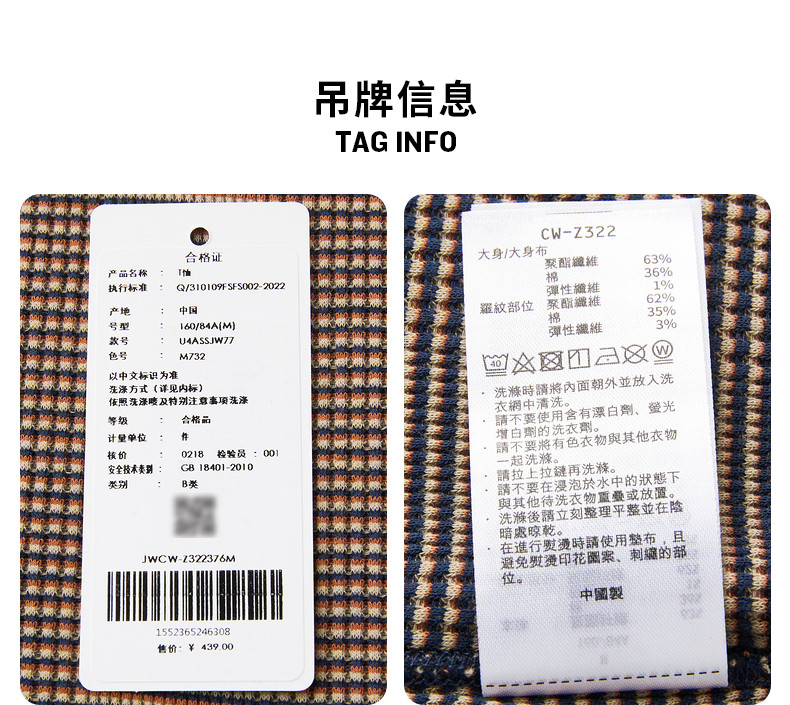 吊牌信息
TAG INFO
合格证
产品名称 : T恤
执行标准 : Q/310109FSFS002-2022
产地 : 中国
号型 : 160/84A(M)
款号 : U4ASSJW77
色号 : M732
以中文标识为准
洗涤方式（详见内标）
依照洗涤唛及特别注意事项洗涤
等级 : 合格品
计量单位 : 件
核价 : 0218 检验员 : 001
安全技术类别 : GB 18401-2010
类别 : B类
JWCW-Z322376M
1552365246308
售价: ¥ 439.00
CW-Z322
大身/大身布
聚酯纖維 63%
棉 36%
彈性纖維 1%
羅紋部位 聚酯纖維 62%
棉 35%
彈性纖維 3%
40
W
· 洗滌時請將內面朝外並放入洗
衣網中清洗。
· 請不要使用含有漂白劑、螢光
增白劑的洗衣劑。
· 請不要將有色衣物與其他衣物
一起洗滌。
· 請拉上拉鏈再洗滌。
· 請不要在浸泡於水中的狀態下
與其他待洗衣物重疊或放置。
· 洗滌後請立刻整理平整並在陰
暗處晾乾。
· 在進行熨燙時請使用墊布，且
避免熨燙印花圖案、刺繡的部
位。
中國製